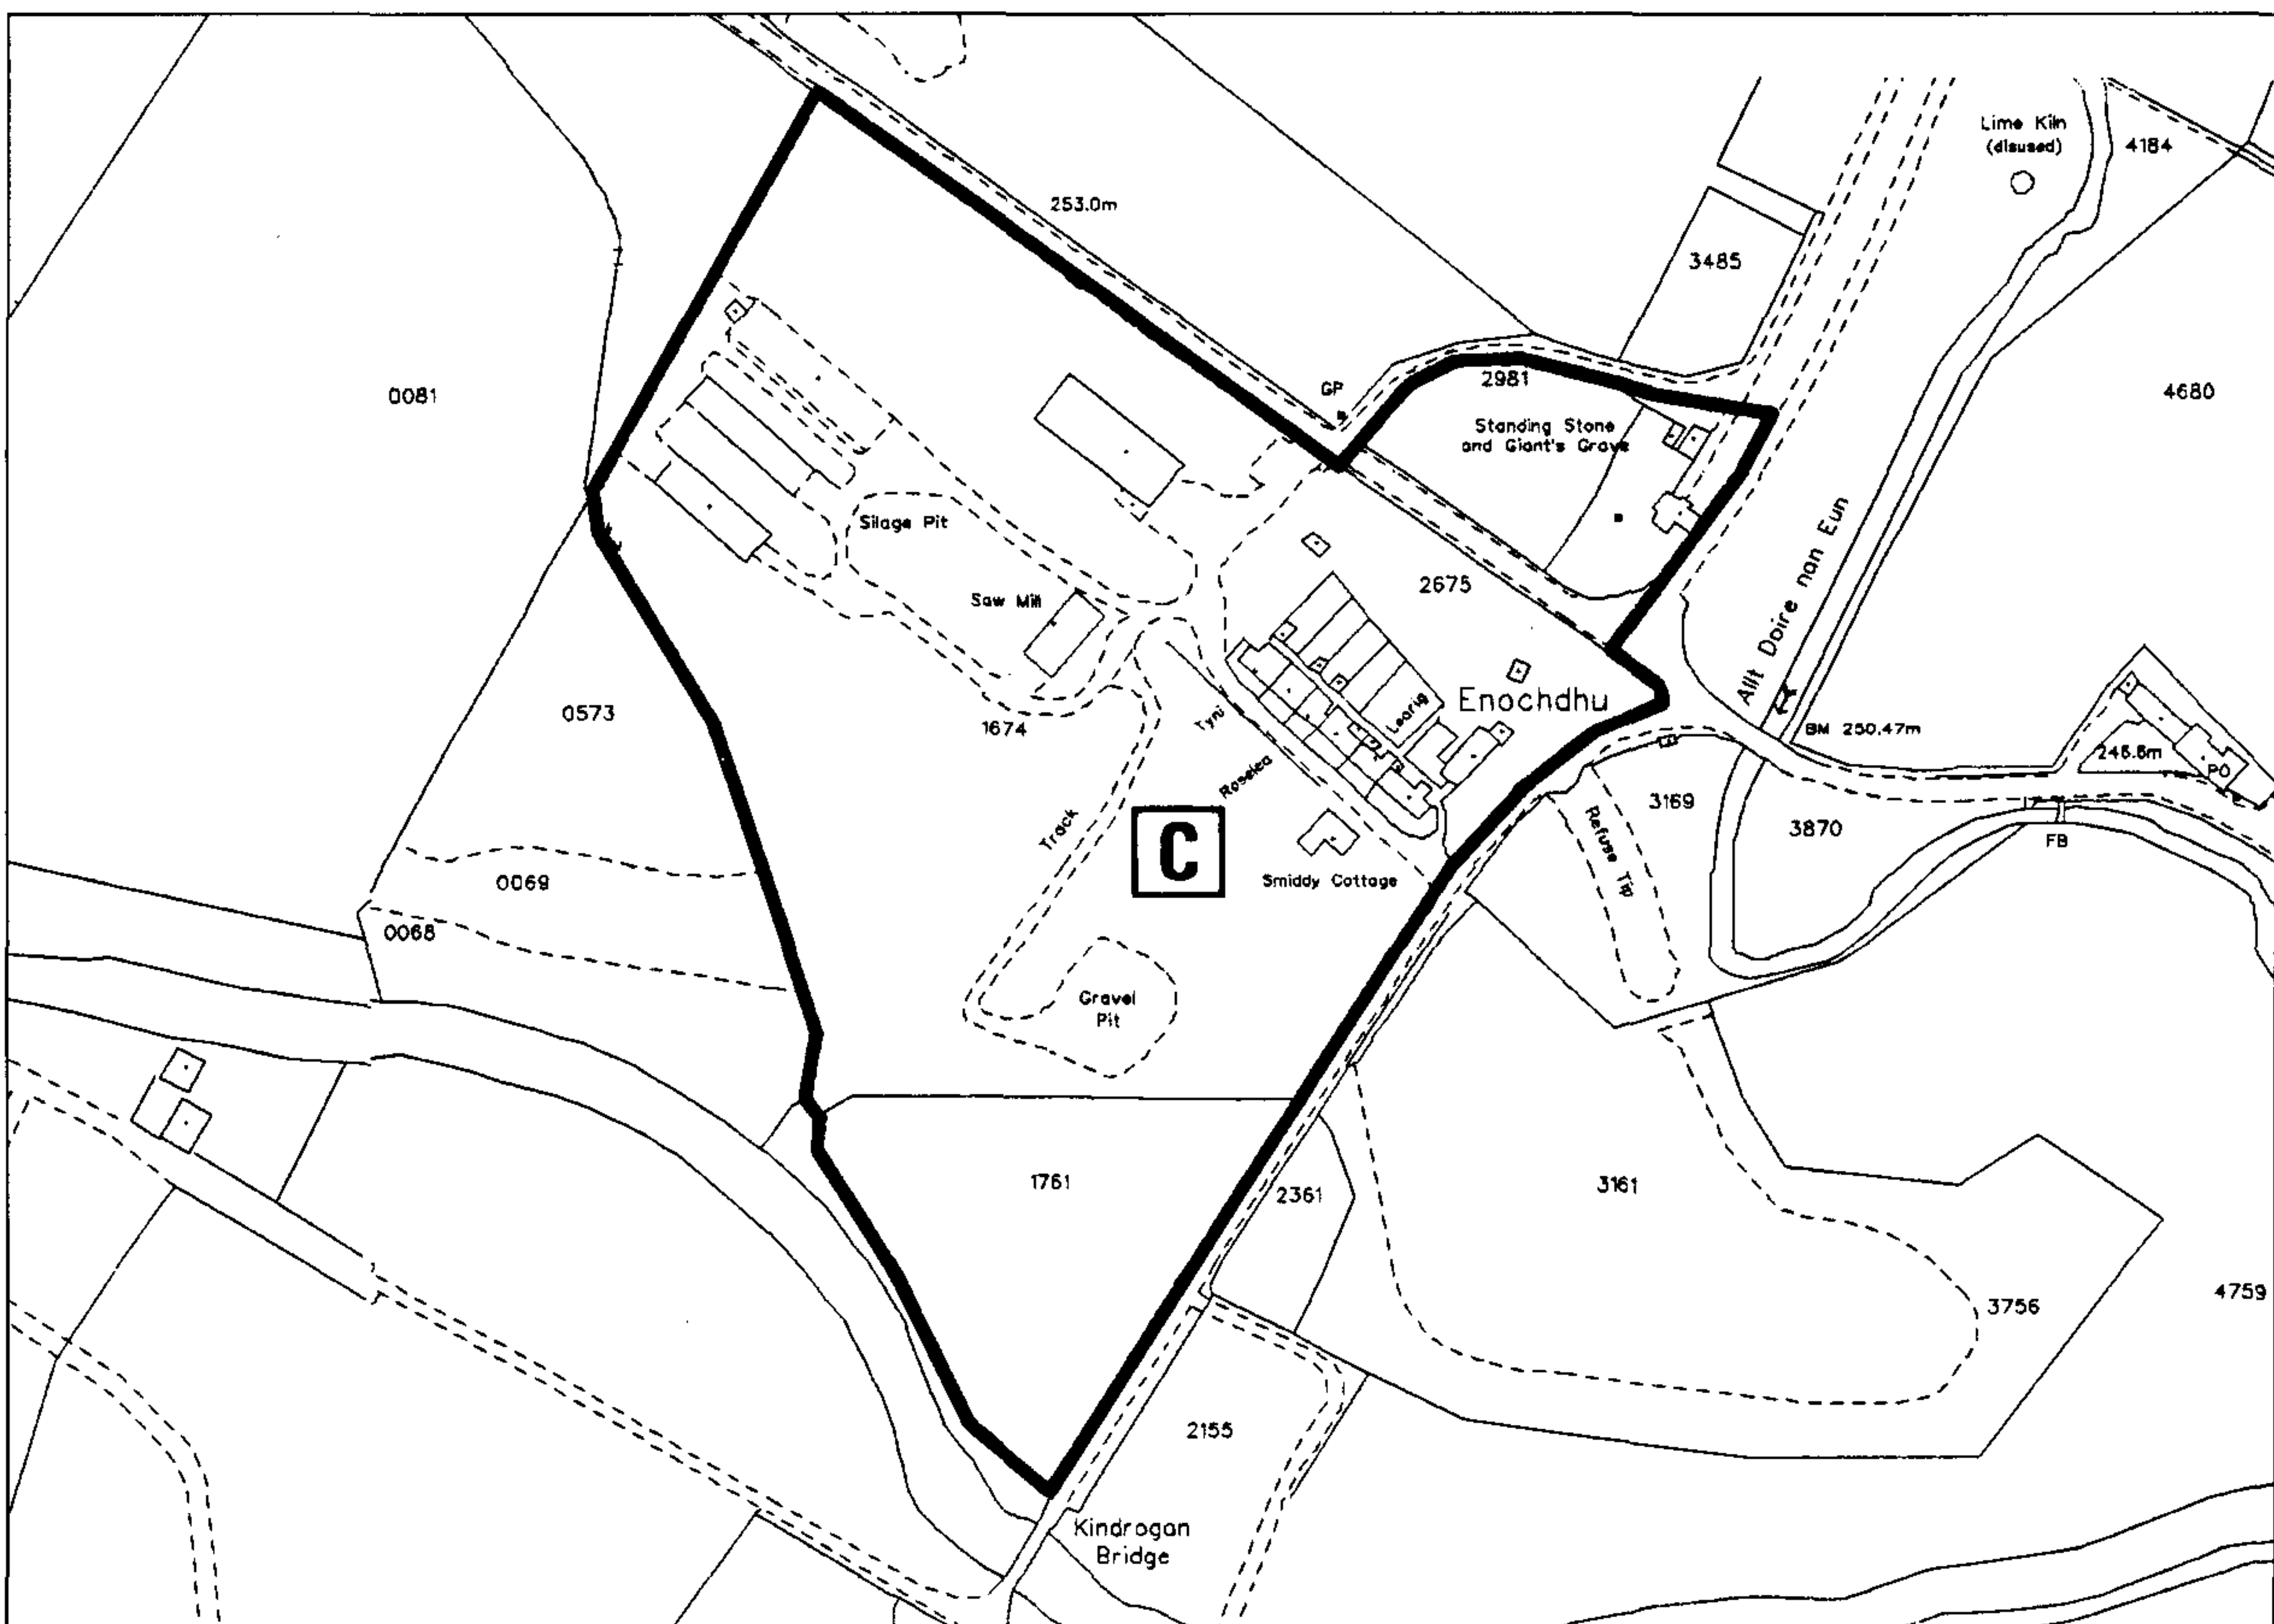 Lime Kiln
(disused)
4184
253.0m
3485
0081
GP
2981
4680
Standing Stone
and Giant's Grave
Silage Pit
Allt Doire nan Eun
2675
Saw Mill
0573
1674
Tyni
Learig
Enochdhu
BM 250.47m
246.6m
PO
Roselea
3169
Track
C
Refuse Tip
3870
FB
Smiddy Cottage
0069
0068
Gravel
Pit
1761
2361
3161
3756
4759
2155
Kindrogan
Bridge